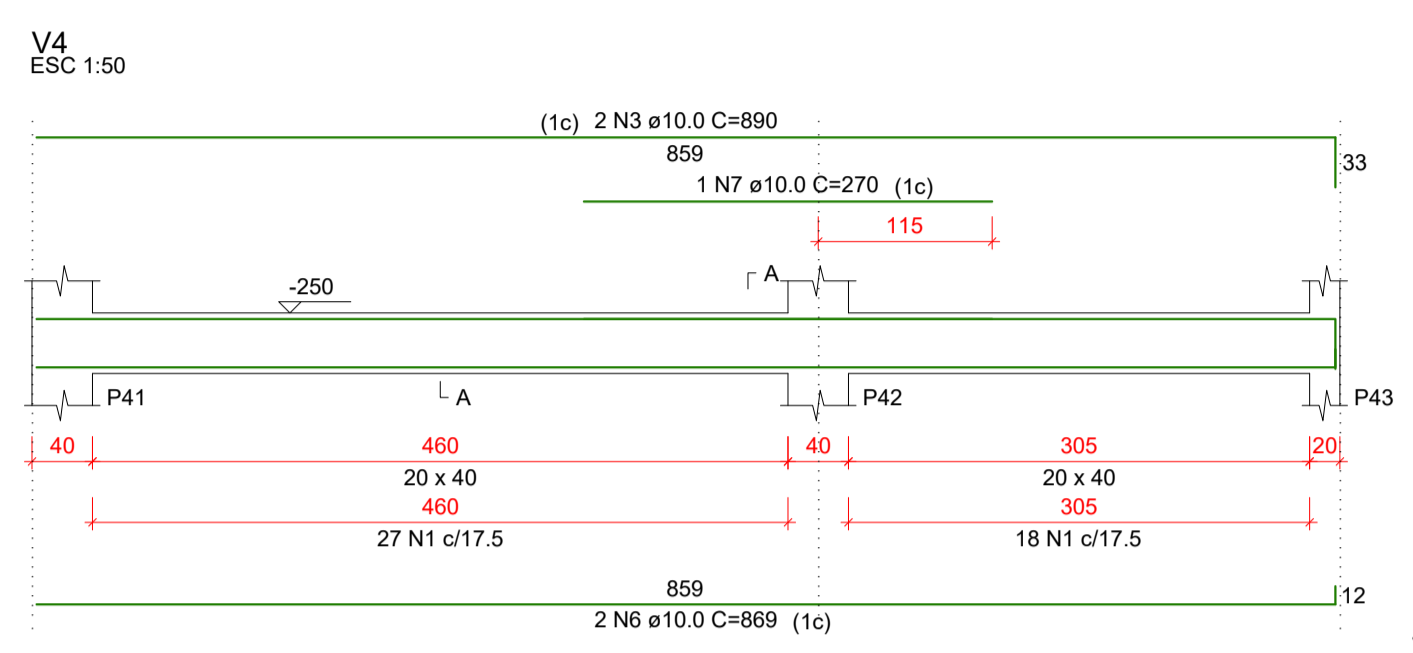 V4
ESC 1:50
(1c) 2 N3 ø10.0 C=890
859
33
1 N7 ø10.0 C=270 (1c)
115
A
-250
P41
A
P42
P43
40 460 40 305 20
20 x 40 20 x 40
460 305
27 N1 c/17.5 18 N1 c/17.5
859
12
2 N6 ø10.0 C=869 (1c)